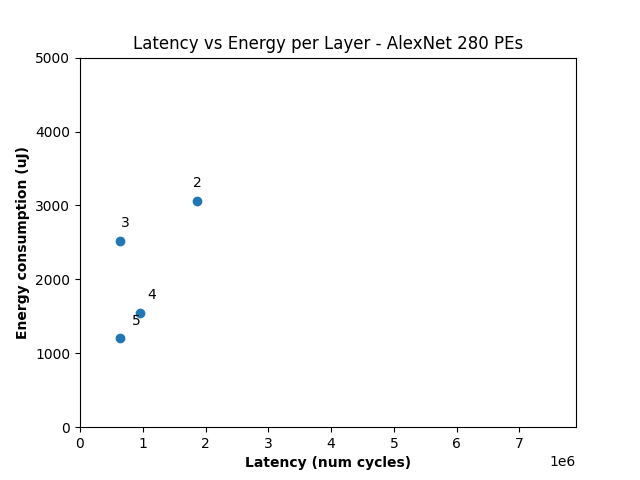 Latency vs Energy per Layer - AlexNet 280 PEs
5000
4000
3000
2000
1000
0
Energy consumption (uJ)
2
3
4
5
0 1 2 3 4 5 6 7
1e6
Latency (num cycles)